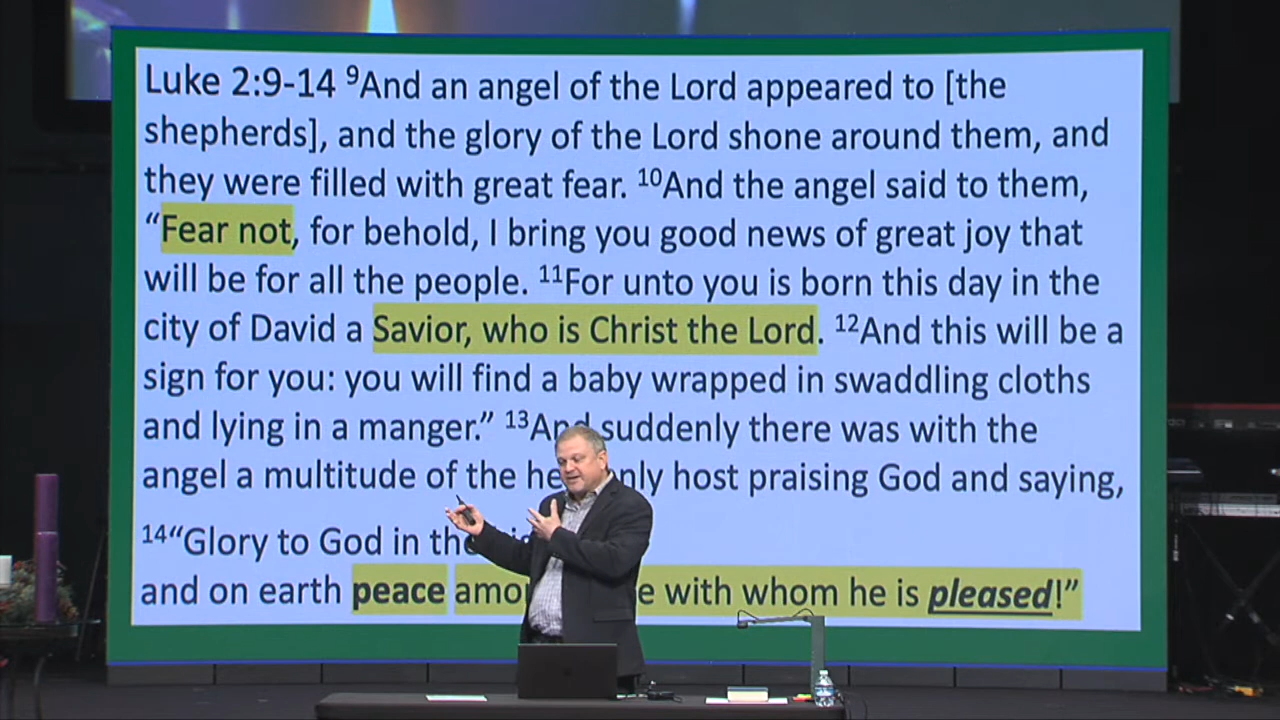 Luke 2:9-14 ⁹And an angel of the Lord appeared to [the
shepherds], and the glory of the Lord shone around them, and
they were filled with great fear. ¹⁰And the angel said to them,
“Fear not, for behold, I bring you good news of great joy that
will be for all the people. ¹¹For unto you is born this day in the
city of David a Savior, who is Christ the Lord. ¹²And this will be a
sign for you: you will find a baby wrapped in swaddling cloths
and lying in a manger.” ¹³And suddenly there was with the
angel a multitude of the host praising God and saying,
¹⁴“Glory to God in the
and on earth peace with whom he is pleased!”